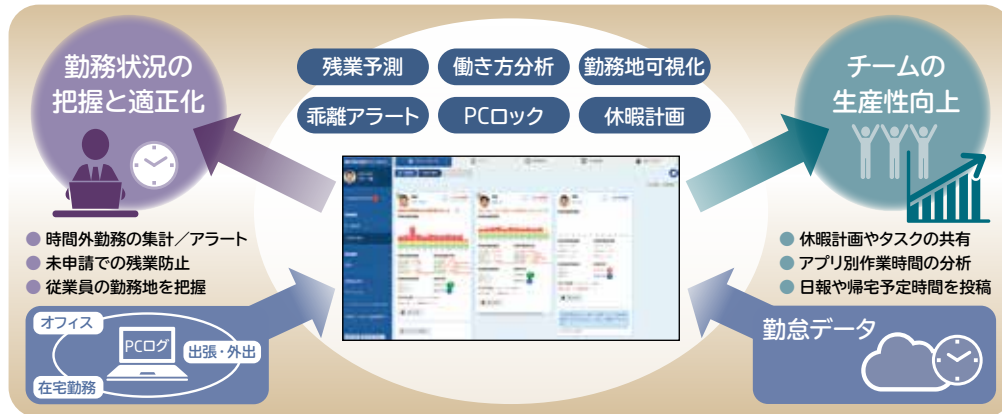 勤務状況の
把握と適正化
残業予測
働き方分析
勤務地可視化
乖離アラート
PCロック
休暇計画
チームの
生産性向上
● 時間外勤務の集計／アラート
● 未申請での残業防止
● 従業員の勤務地を把握
● 休暇計画やタスクの共有
● アプリ別作業時間の分析
● 日報や帰宅予定時間を投稿
オフィス
PCログ
出張・外出
在宅勤務
勤怠データ